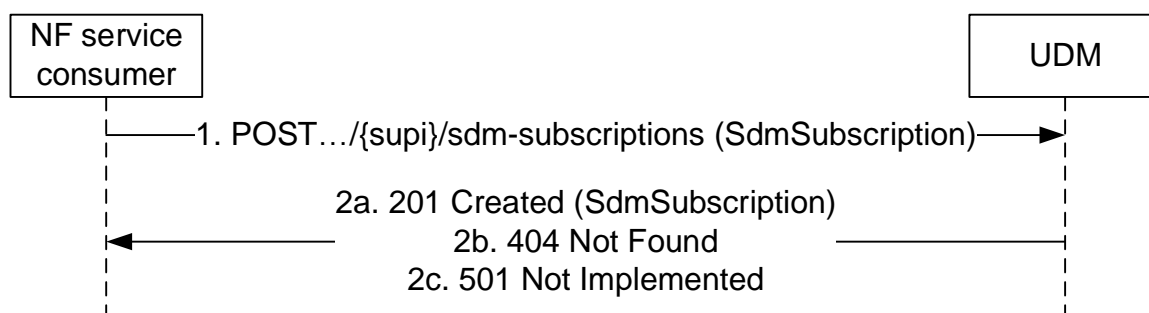 NF service
consumer
UDM
1. POST…/{supi}/sdm-subscriptions (SdmSubscription)
2a. 201 Created (SdmSubscription)
2b. 404 Not Found
2c. 501 Not Implemented